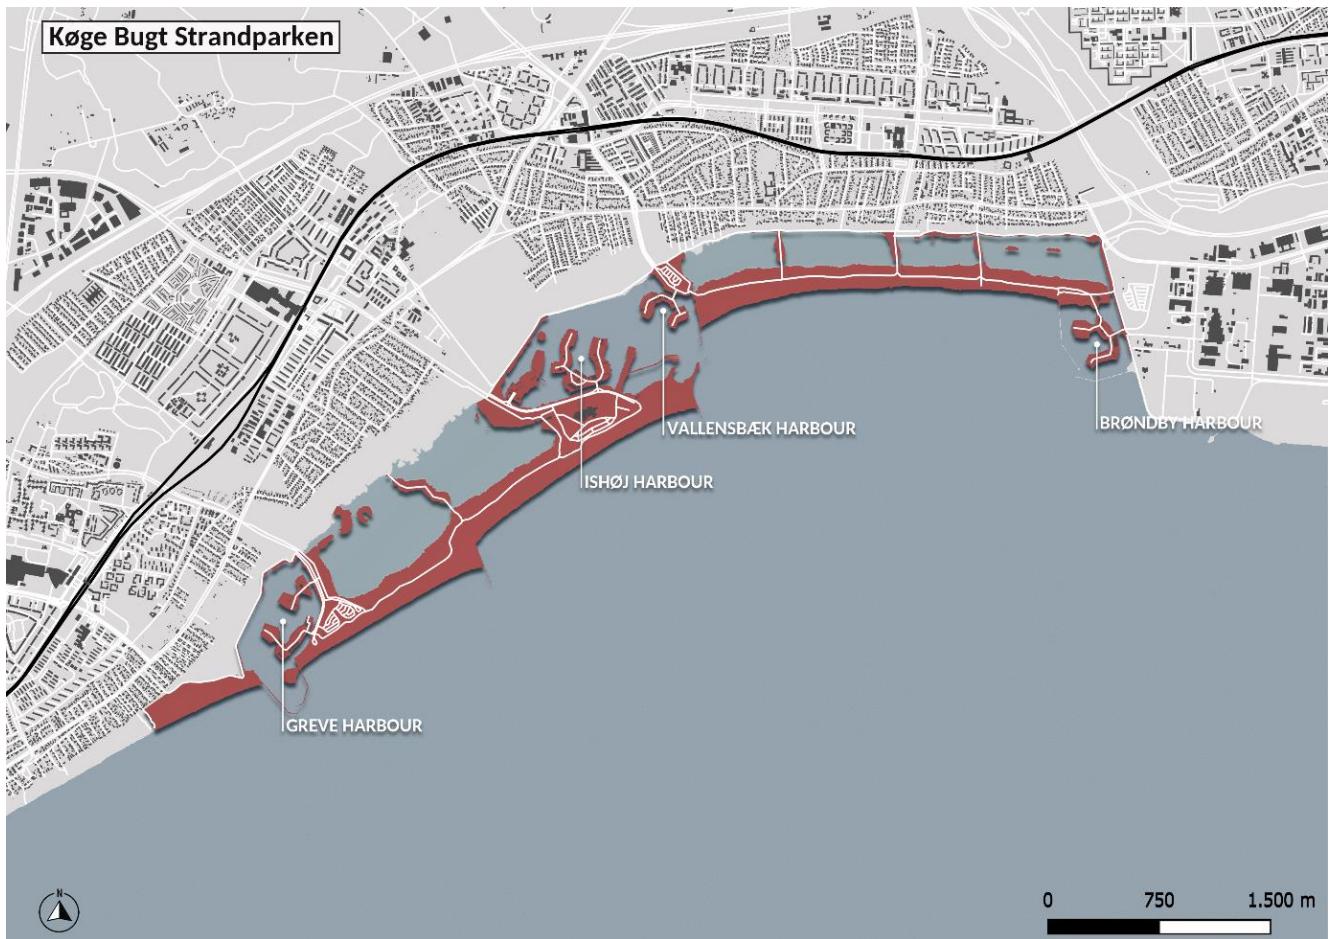 Køge Bugt Strandparken
VALLENSBÆK HARBOUR
BRØNDBY HARBOUR
ISHØJ HARBOUR
GREVE HARBOUR
N
0 750 1.500 m